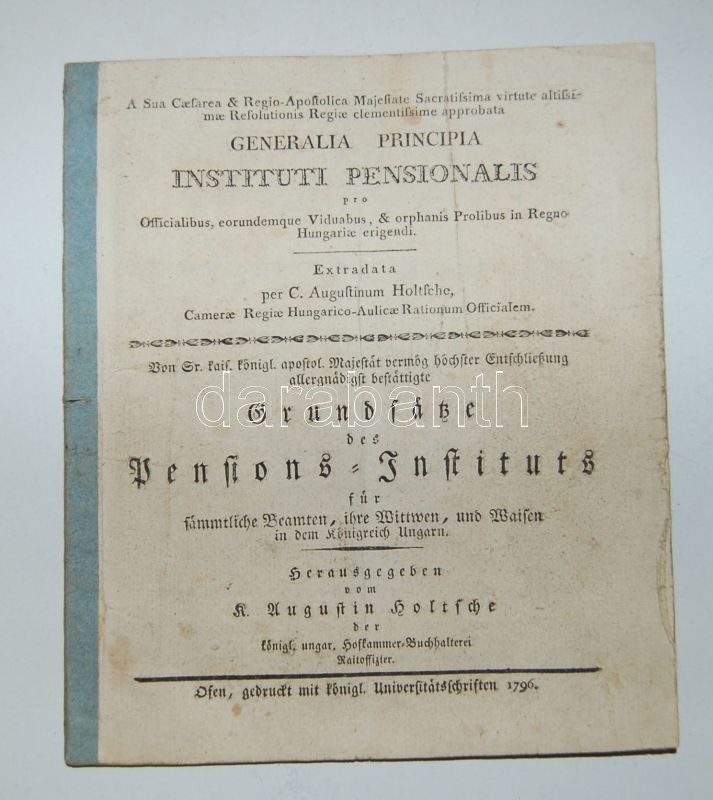 A Sua Cæſarea & Regio-Apoſtolica Majeſtate Sacratiſsima virtute altiſsi-
mæ Reſolutionis Regiæ clementiſsime approbata
GENERALIA PRINCIPIA
INSTITUTI PENSIONALIS
pro
Officialibus, eorundemque Viduabus, & orphanis Prolibus in Regno
Hungariæ erigendi.
Extradata
per C. Auguſtinum Holtſche,
Cameræ Regiæ Hungarico-Aulicæ Rationum Officialem.
Von Sr. kaiſ. königl. apoſtol. Majeſtät vermög höchſter Entſchließung
allergnädigſt beſtättigte
darabanth
Grundſätze
des
Penſions-Inſtituts
für
ſämmtliche Beamten, ihre Wittwen, und Waiſen
in dem Königreich Ungarn.
Herausgegeben
vom
K. Auguſtin Holtſche
der
königl. ungar. Hofkammer-Buchhalterei
Raitoffizier.
Ofen, gedruckt mit königl. Univerſitätsſchriften 1796.